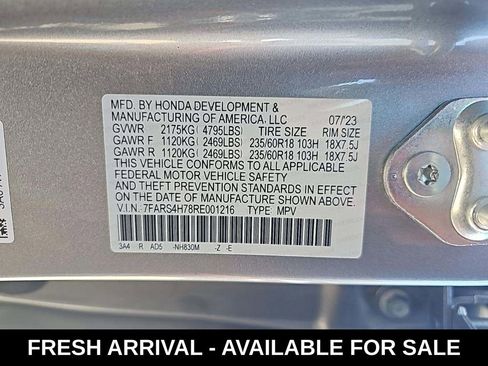 MFD. BY HONDA DEVELOPMENT &
MANUFACTURING OF AMERICA, LLC 07/23
GVWR 2175KG( 4795LBS) TIRE SIZE RIM SIZE
GAWR F 1120KG( 2469LBS) 235/60R18 103H 18X7.5J
GAWR R 1120KG( 2469LBS) 235/60R18 103H 18X7.5J
THIS VEHICLE CONFORMS TO ALL APPLICABLE
FEDERAL MOTOR VEHICLE SAFETY
AND THEFT PREVENTION STANDARDS IN EFFECT
ON THE DATE OF MANUFACTURE SHOWN ABOVE.
V.I.N. 7FARS4H78RE001216 TYPE MPV
3A4 R AD5 -NH830M -Z -E
FRESH ARRIVAL - AVAILABLE FOR SALE